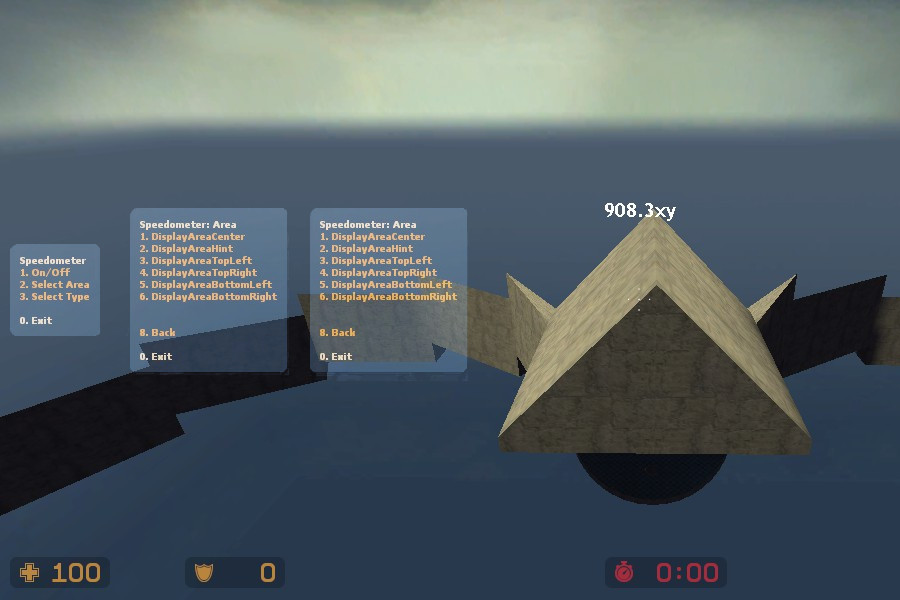 908.3xy
Speedometer
1. On/Off
2. Select Area
3. Select Type
0. Exit
Speedometer: Area
1. DisplayAreaCenter
2. DisplayAreaHint
3. DisplayAreaTopLeft
4. DisplayAreaTopRight
5. DisplayAreaBottomLeft
6. DisplayAreaBottomRight
8. Back
0. Exit
Speedometer: Area
1. DisplayAreaCenter
2. DisplayAreaHint
3. DisplayAreaTopLeft
4. DisplayAreaTopRight
5. DisplayAreaBottomLeft
6. DisplayAreaBottomRight
8. Back
0. Exit
100
0
0:00